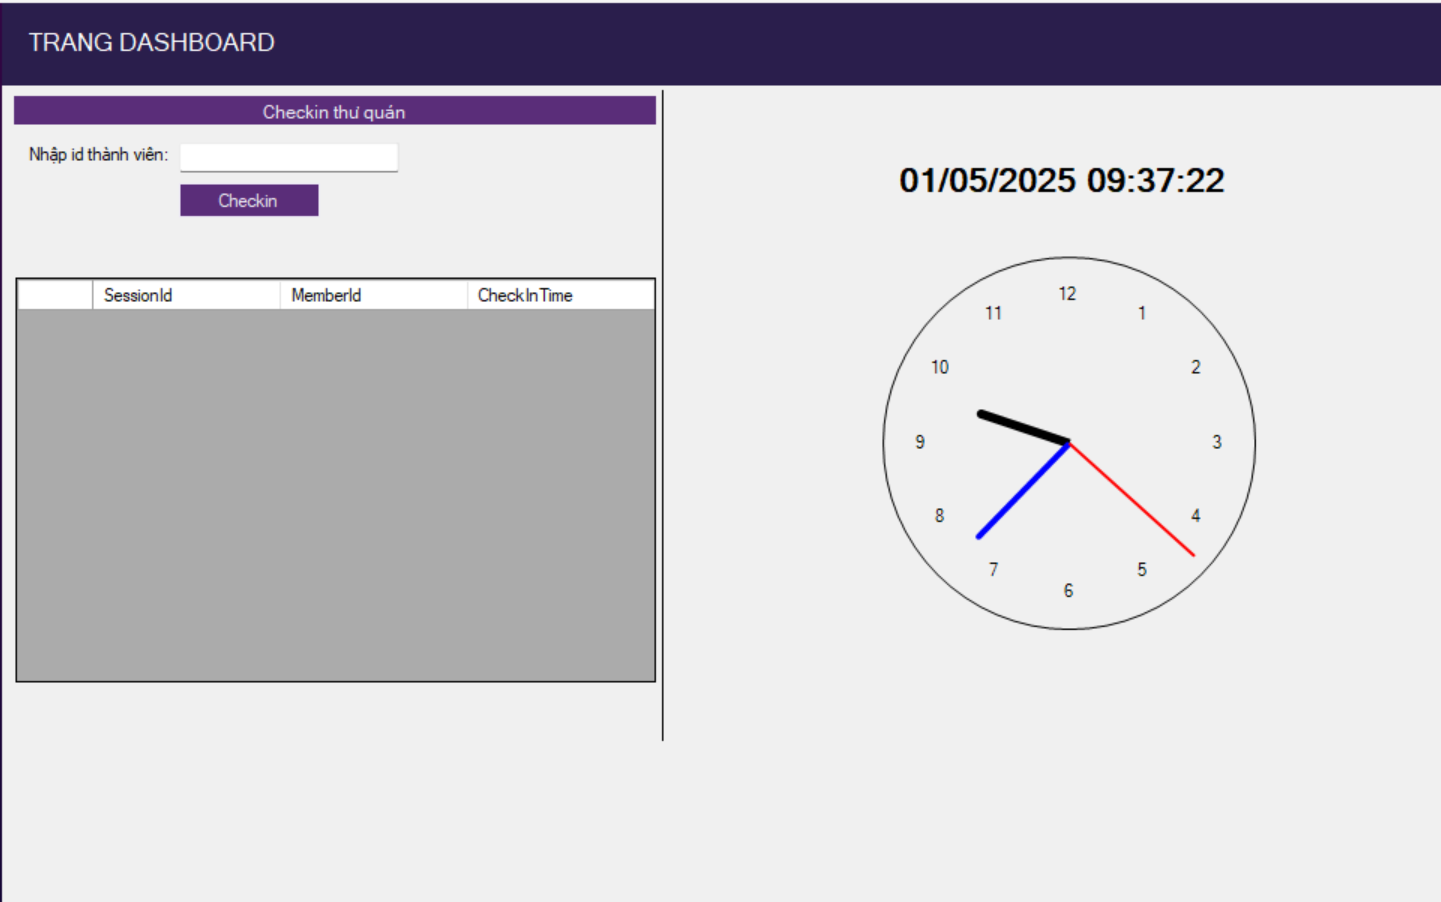 TRANG DASHBOARD
Checkin thư quán
Nhập id thành viên:
Checkin
SessionId MemberId CheckInTime
01/05/2025 09:37:22
12
11 1
10 2
9 3
8 4
7 5
6